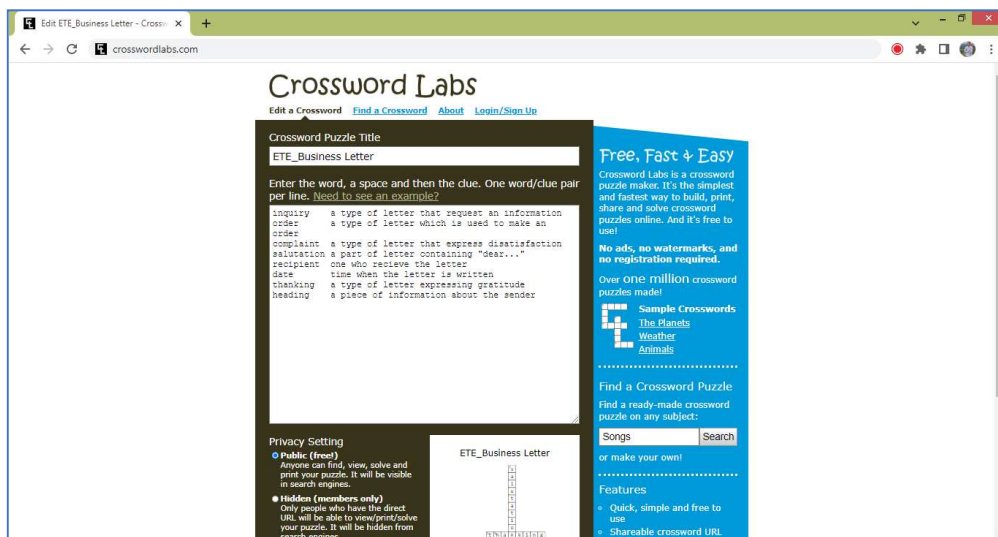 Edit ETE_Business Letter - Crossw
crosswordlabs.com
Crossword Labs
Edit a Crossword Find a Crossword About Login/Sign Up
Crossword Puzzle Title
ETE_Business Letter
Enter the word, a space and then the clue. One word/clue pair
per line. Need to see an example?
inquiry a type of letter that request an information
order a type of letter which is used to make an
order
complaint a type of letter that express disatisfaction
salutation a part of letter containing "dear..."
recipient one who recieve the letter
date time when the letter is written
thanking a type of letter expressing gratitude
heading a piece of information about the sender
Privacy Setting
Public (free!)
Anyone can find, view, solve and
print your puzzle. It will be visible
in search engines.
Hidden (members only)
Only people who have the direct
URL will be able to view/print/solve
your puzzle. It will be hidden from
search engines
ETE_Business Letter
Free, Fast & Easy
Crossword Labs is a crossword
puzzle maker. It's the simplest
and fastest way to build, print,
share and solve crossword
puzzles online. And it's free to
use!
No ads, no watermarks, and
no registration required.
Over one million crossword
puzzles made!
Sample Crosswords
The Planets
Weather
Animals
Find a Crossword Puzzle
Find a ready-made crossword
puzzle on any subject:
Songs Search
or make your own!
Features
Quick, simple and free to
use
Shareable crossword URL